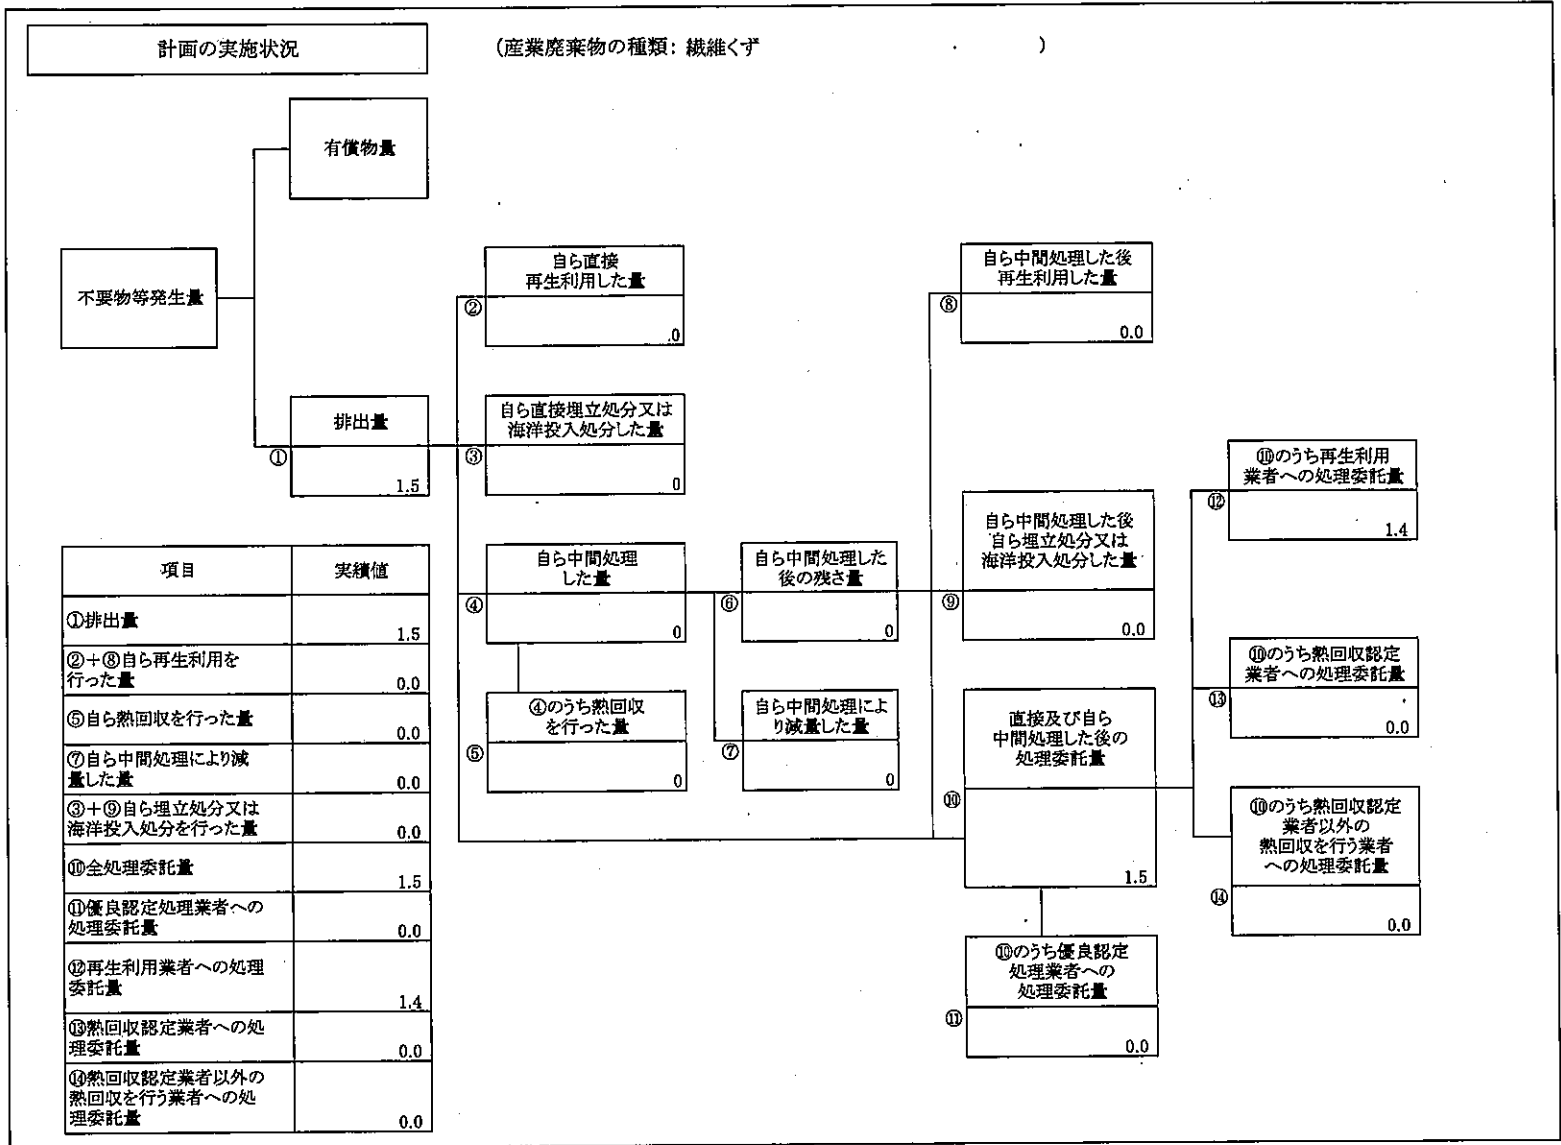 計画の実施状況
(産業廃棄物の種類: 繊維くず )
有償物量
不要物等発生量
自ら直接
再生利用した量
②
0
自ら中間処理した後
再生利用した量
⑧
0.0
排出量
①
1.5
自ら直接埋立処分又は
海洋投入処分した量
③
0
⑩のうち再生利用
業者への処理委託量
⑫
1.4
自ら中間処理した後
自ら埋立処分又は
海洋投入処分した量
⑨
0.0
自ら中間処理
した量
④
0
自ら中間処理した
後の残さ量
⑥
0
⑩のうち熱回収認定
業者への処理委託量
⑬
0.0
④のうち熱回収
を行った量
⑤
0
自ら中間処理によ
り減量した量
⑦
0
直接及び自ら
中間処理した後の
処理委託量
⑩
1.5
⑩のうち熱回収認定
業者以外の
熱回収を行う業者
への処理委託量
⑭
0.0
⑩のうち優良認定
処理業者への
処理委託量
⑪
0.0
項目 実績値
①排出量 1.5
②+⑧自ら再生利用を
行った量 0.0
⑤自ら熱回収を行った量 0.0
⑦自ら中間処理により減
量した量 0.0
③+⑨自ら埋立処分又は
海洋投入処分を行った量 0.0
⑩全処理委託量 1.5
⑪優良認定処理業者への
処理委託量 0.0
⑫再生利用業者への処理
委託量 1.4
⑬熱回収認定業者への処
理委託量 0.0
⑭熱回収認定業者以外の
熱回収を行う業者への処
理委託量 0.0